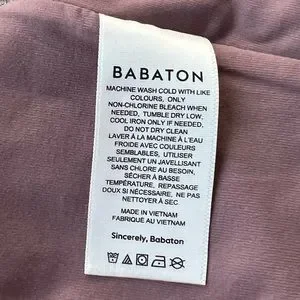 BABATON
MACHINE WASH COLD WITH LIKE
COLOURS, ONLY
NON-CHLORINE BLEACH WHEN
NEEDED, TUMBLE DRY LOW,
COOL IRON ONLY IF NEEDED,
DO NOT DRY CLEAN
LAVER À LA MACHINE À L'EAU
FROIDE AVEC COULEURS
SEMBLABLES, UTILISER
SEULEMENT UN JAVELLISANT
SANS CHLORE AU BESOIN,
SÉCHER À BASSE
TEMPÉRATURE, REPASSAGE
DOUX SI NÉCESSAIRE, NE PAS
NETTOYER À SEC
MADE IN VIETNAM
FABRIQUÉ AU VIETNAM
Sincerely, Babaton